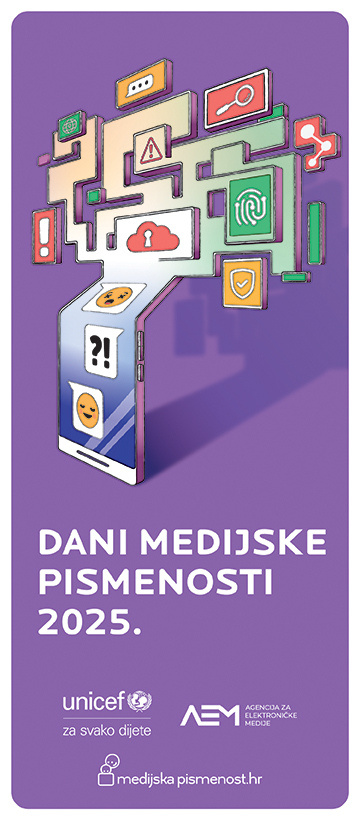 ?!
DANI MEDIJSKE
PISMENOSTI
2025.
unicef
za svako dijete
AEM
AGENCIJA ZA
ELEKTRONIČKE
MEDIJE
medijska pismenost.hr